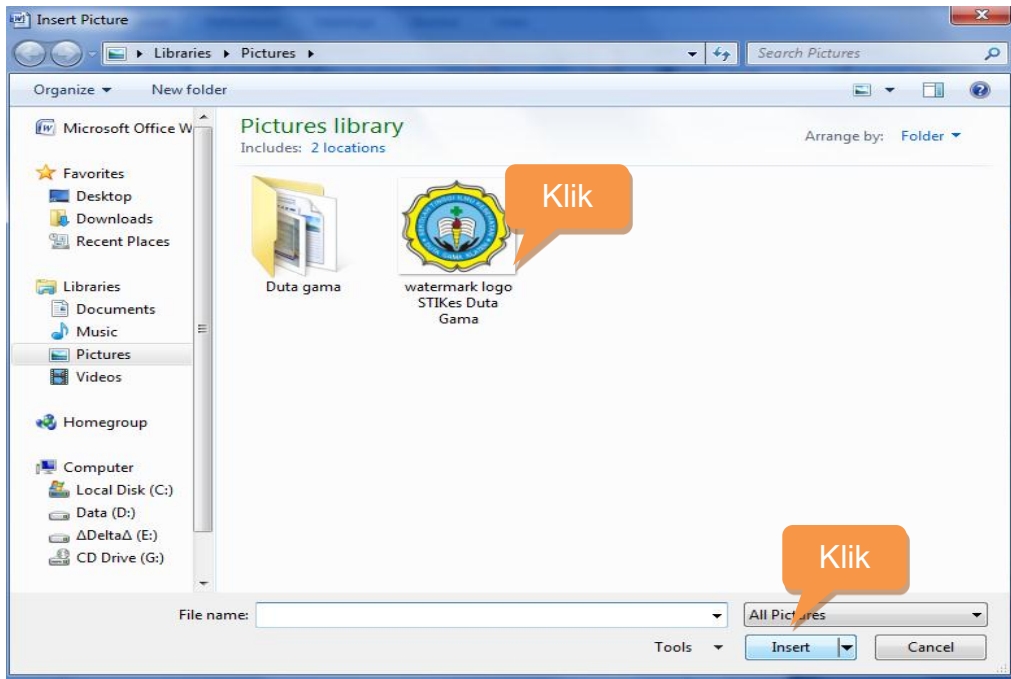 Insert Picture
Libraries Pictures
Search Pictures
Organize
New folder
Microsoft Office W
Favorites
Desktop
Downloads
Recent Places
Libraries
Documents
Music
Pictures
Videos
Homegroup
Computer
Local Disk (C:)
Data (D:)
ΔDeltaΔ (E:)
CD Drive (G:)
Pictures library
Includes: 2 locations
Arrange by: Folder
Klik
Duta gama
watermark logo
STIKes Duta
Gama
Klik
File name:
All Pictures
Tools
Insert
Cancel